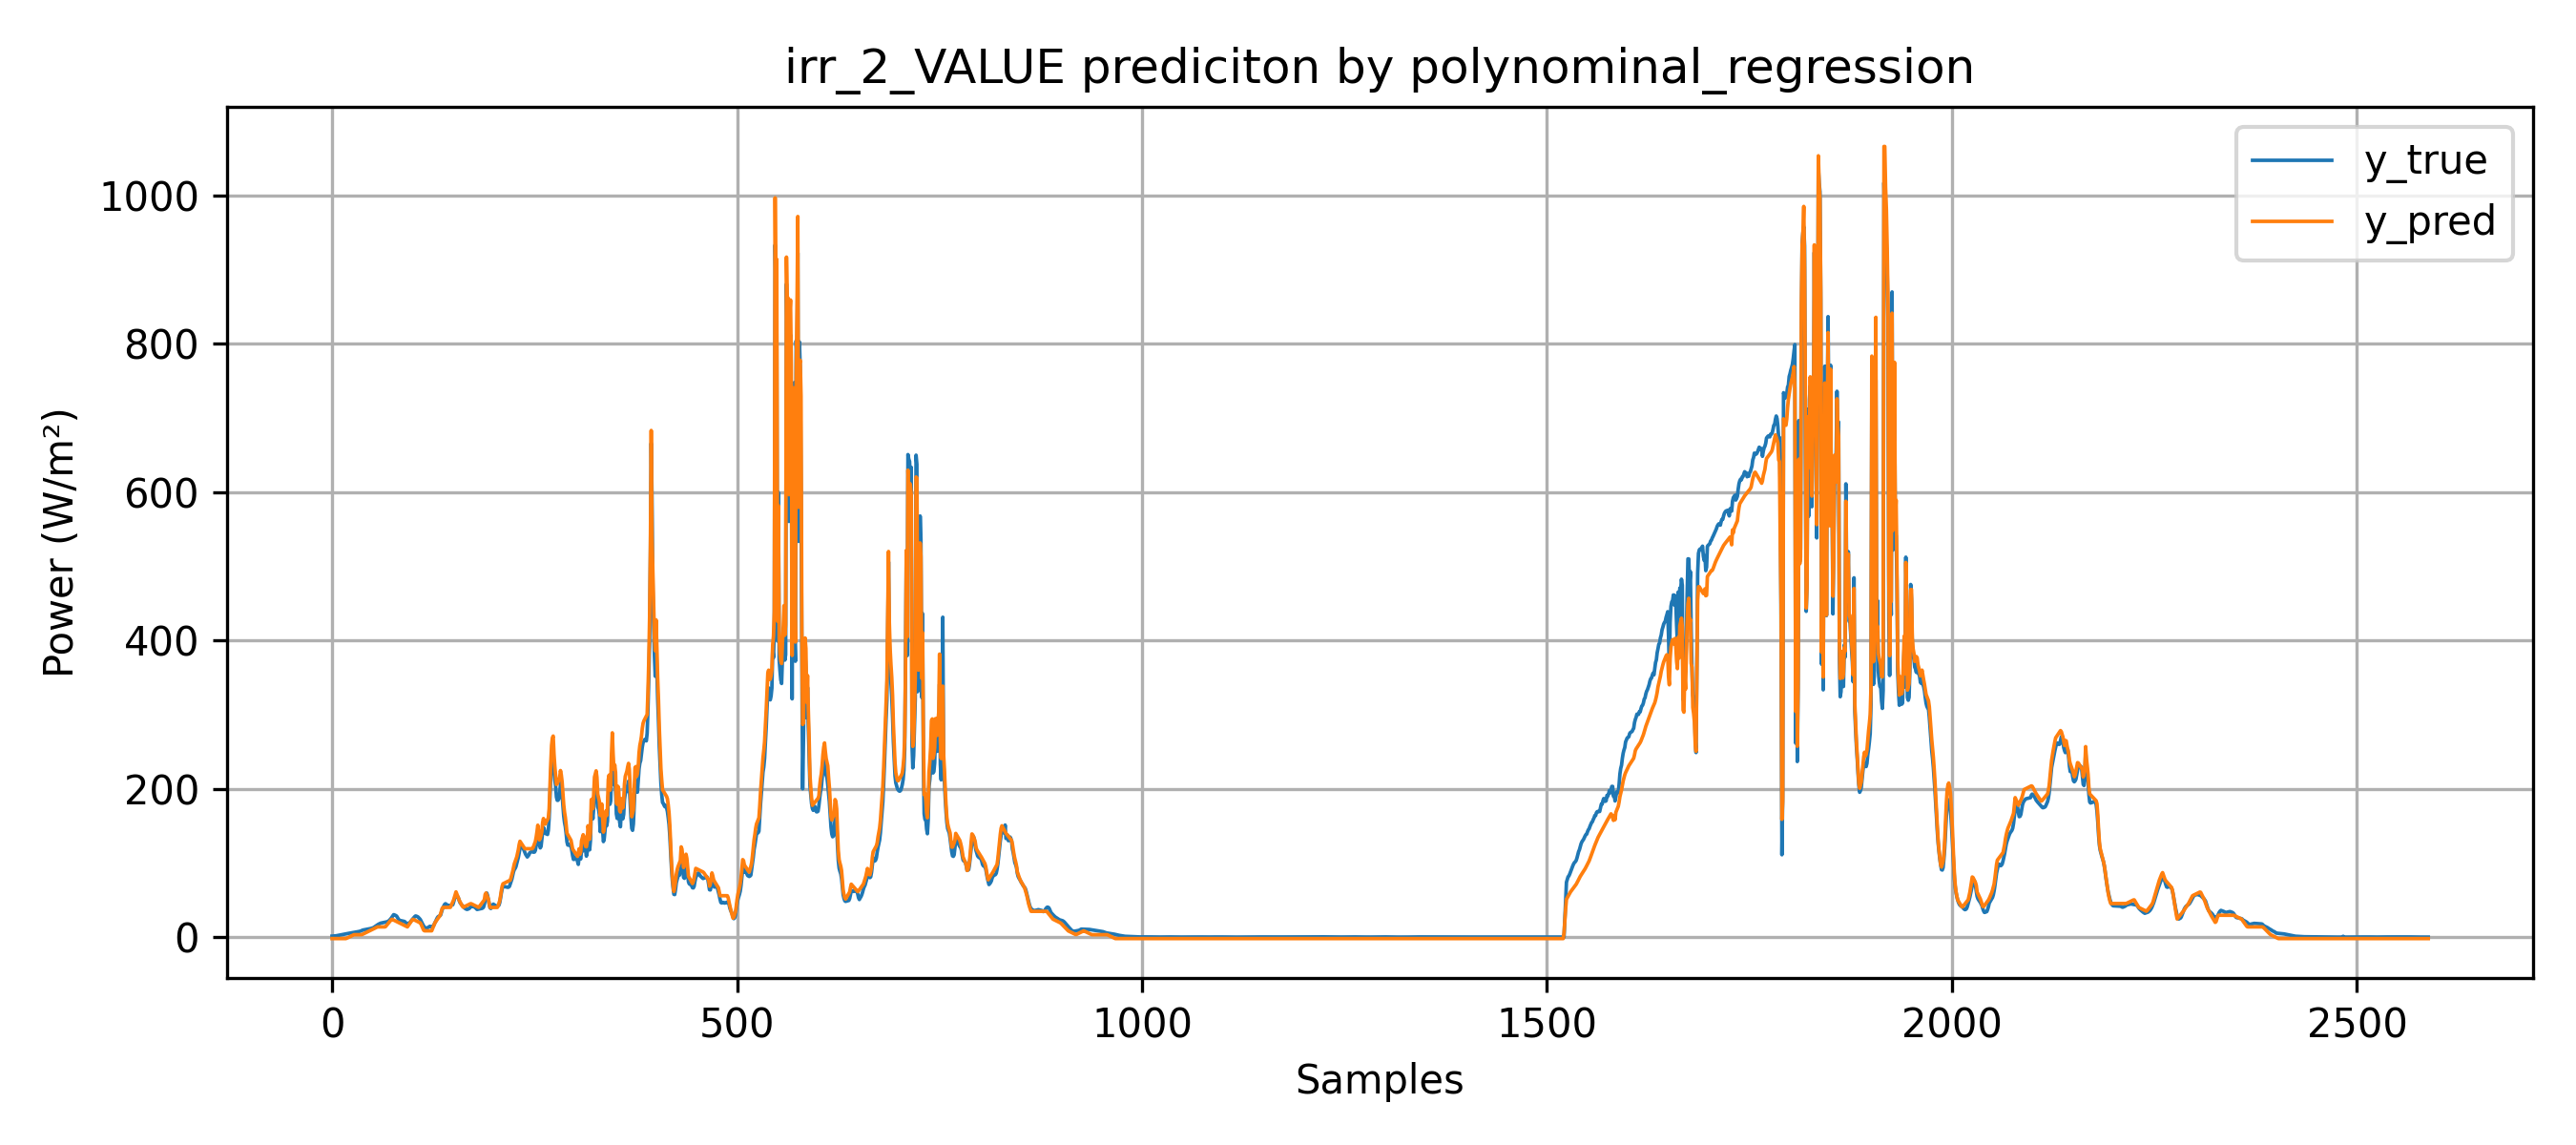 irr_2_VALUE prediciton by polynominal_regression
y_true
y_pred
Power (W/m²)
1000
800
600
400
200
0
0 500 1000 1500 2000 2500
Samples